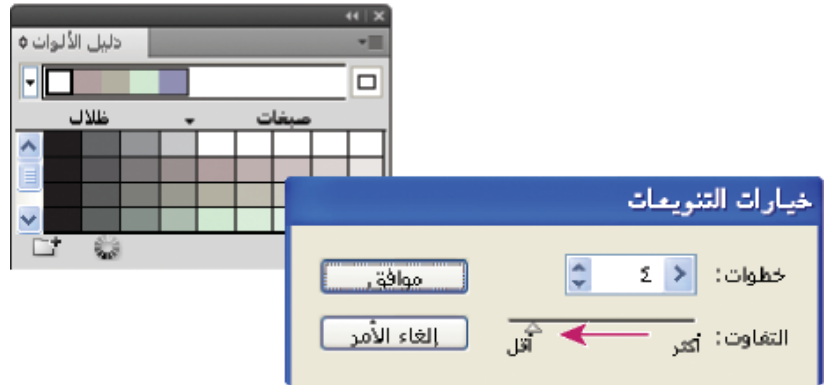 دليل الألوان
ظلال صبغات
خيارات التنويعات
خطوات: ٤
موافق
التفاوت: أكثر أقل
إلغاء الأمر